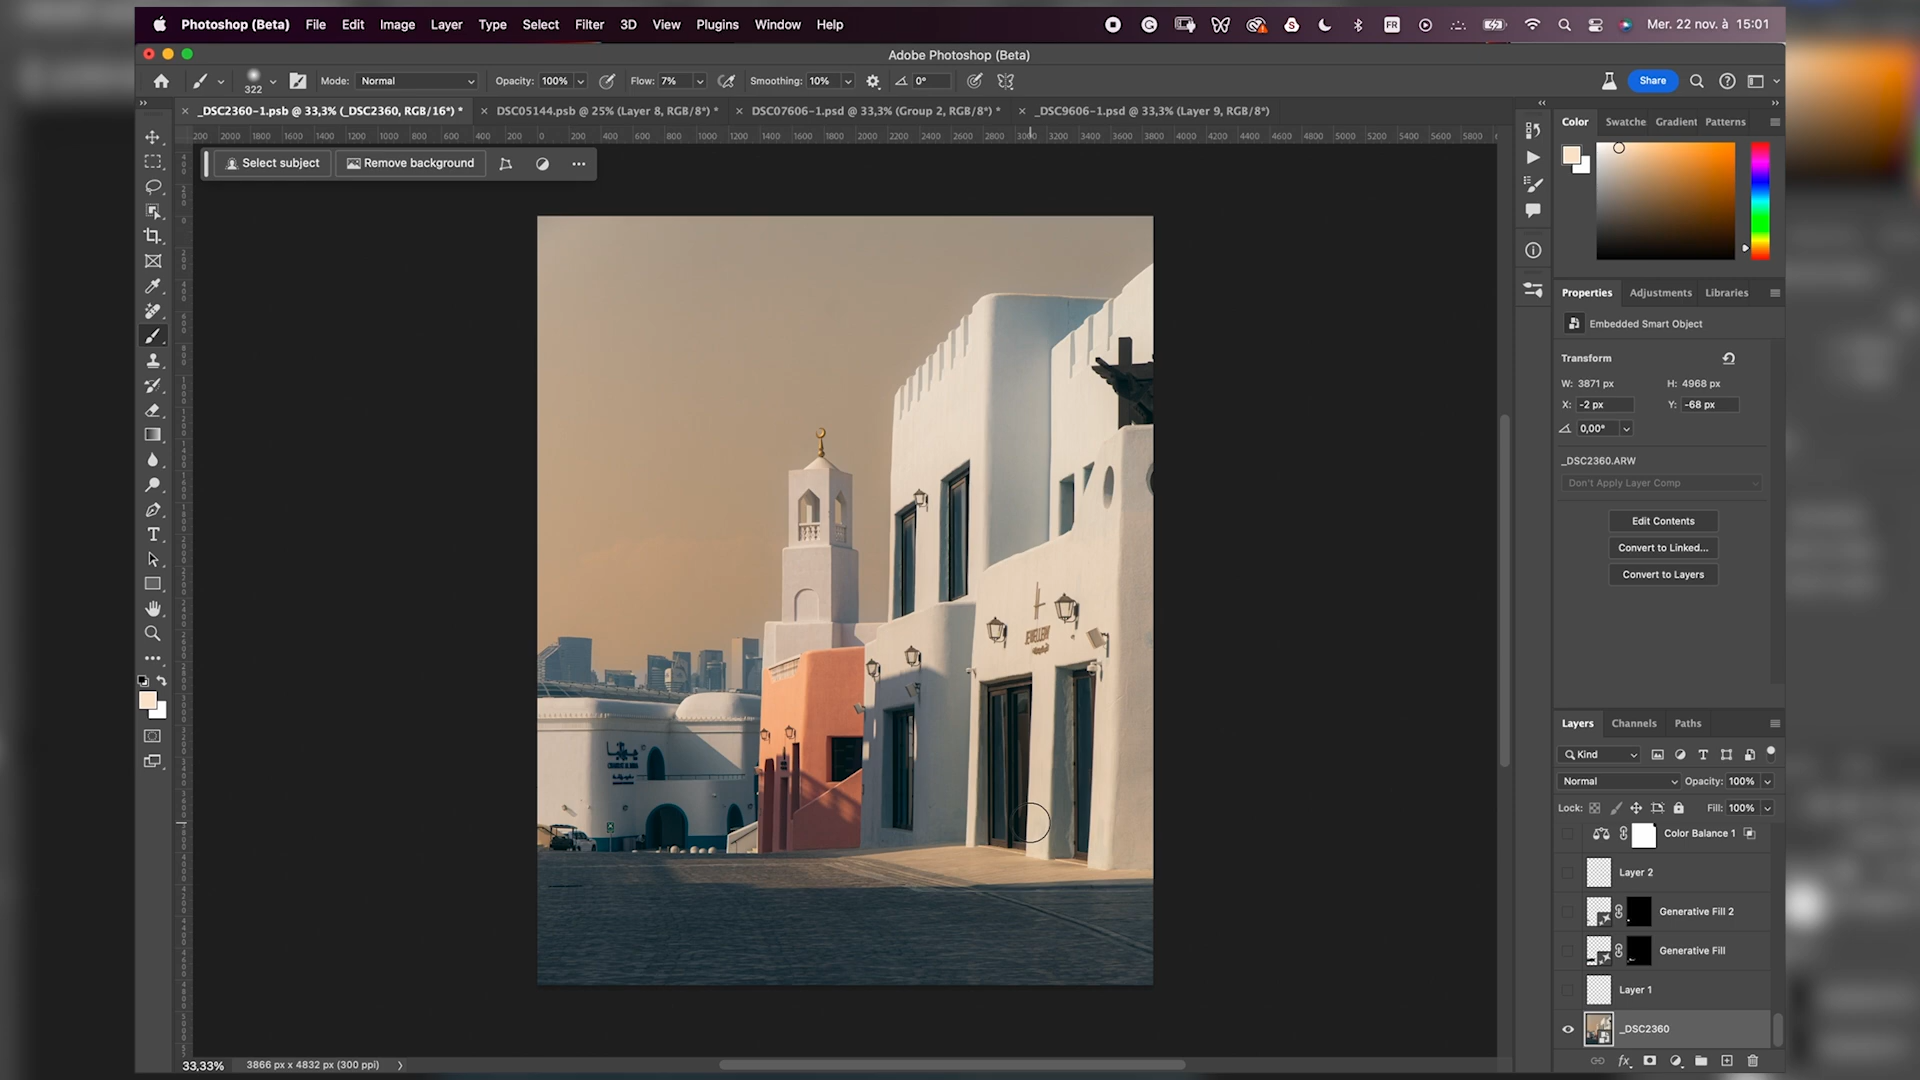 Photoshop (Beta) File Edit Image Layer Type Select Filter 3D View Plugins Window Help FR Mer. 22 nov. à 15:01
Adobe Photoshop (Beta)
322 Mode: Normal Opacity: 100% Flow: 7% Smoothing: 10% 0° Share
_DSC2360-1.psb @ 33,3% (_DSC2360, RGB/16*) * DSC05144.psb @ 25% (Layer 8, RGB/8*) * DSC07606-1.psd @ 33,3% (Group 2, RGB/8*) * _DSC9606-1.psd @ 33,3% (Layer 9, RGB/8*)
200 2000 1800 1600 1400 1200 1000 800 600 400 200 0 200 400 600 800 1000 1200 1400 1600 1800 2000 2200 2400 2600 2800 3000 3200 3400 3600 3800 4000 4200 4400 4600 4800 5000 5200 5400 5600 5800
Select subject Remove background
Color Swatche Gradient Patterns
Properties Adjustments Libraries
Embedded Smart Object
Transform
W: 3871 px H: 4968 px
X: -2 px Y: -68 px
0,00°
_DSC2360.ARW
Don't Apply Layer Comp
Edit Contents
Convert to Linked...
Convert to Layers
JEWELLERY
Layers Channels Paths
Kind
Normal Opacity: 100%
Lock: Fill: 100%
Color Balance 1
Layer 2
Generative Fill 2
Generative Fill
Layer 1
_DSC2360
33,33% 3866 px x 4832 px (300 ppi)